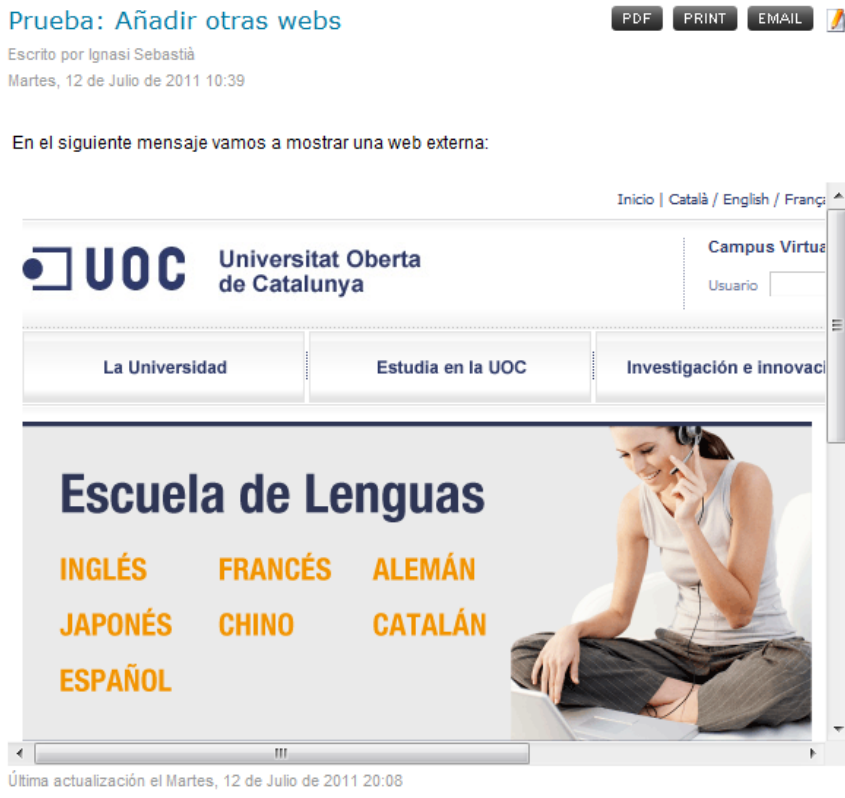 Prueba: Añadir otras webs
PDF PRINT EMAIL
Escrito por Ignasi Sebastià
Martes, 12 de Julio de 2011 10:39
En el siguiente mensaje vamos a mostrar una web externa:
Inicio | Català / English / França
UOC Universitat Oberta de Catalunya
Campus Virtua
Usuario
La Universidad
Estudia en la UOC
Investigación e innovaci
Escuela de Lenguas
INGLÉS FRANCÉS ALEMÁN
JAPONÉS CHINO CATALÁN
ESPAÑOL
Última actualización el Martes, 12 de Julio de 2011 20:08